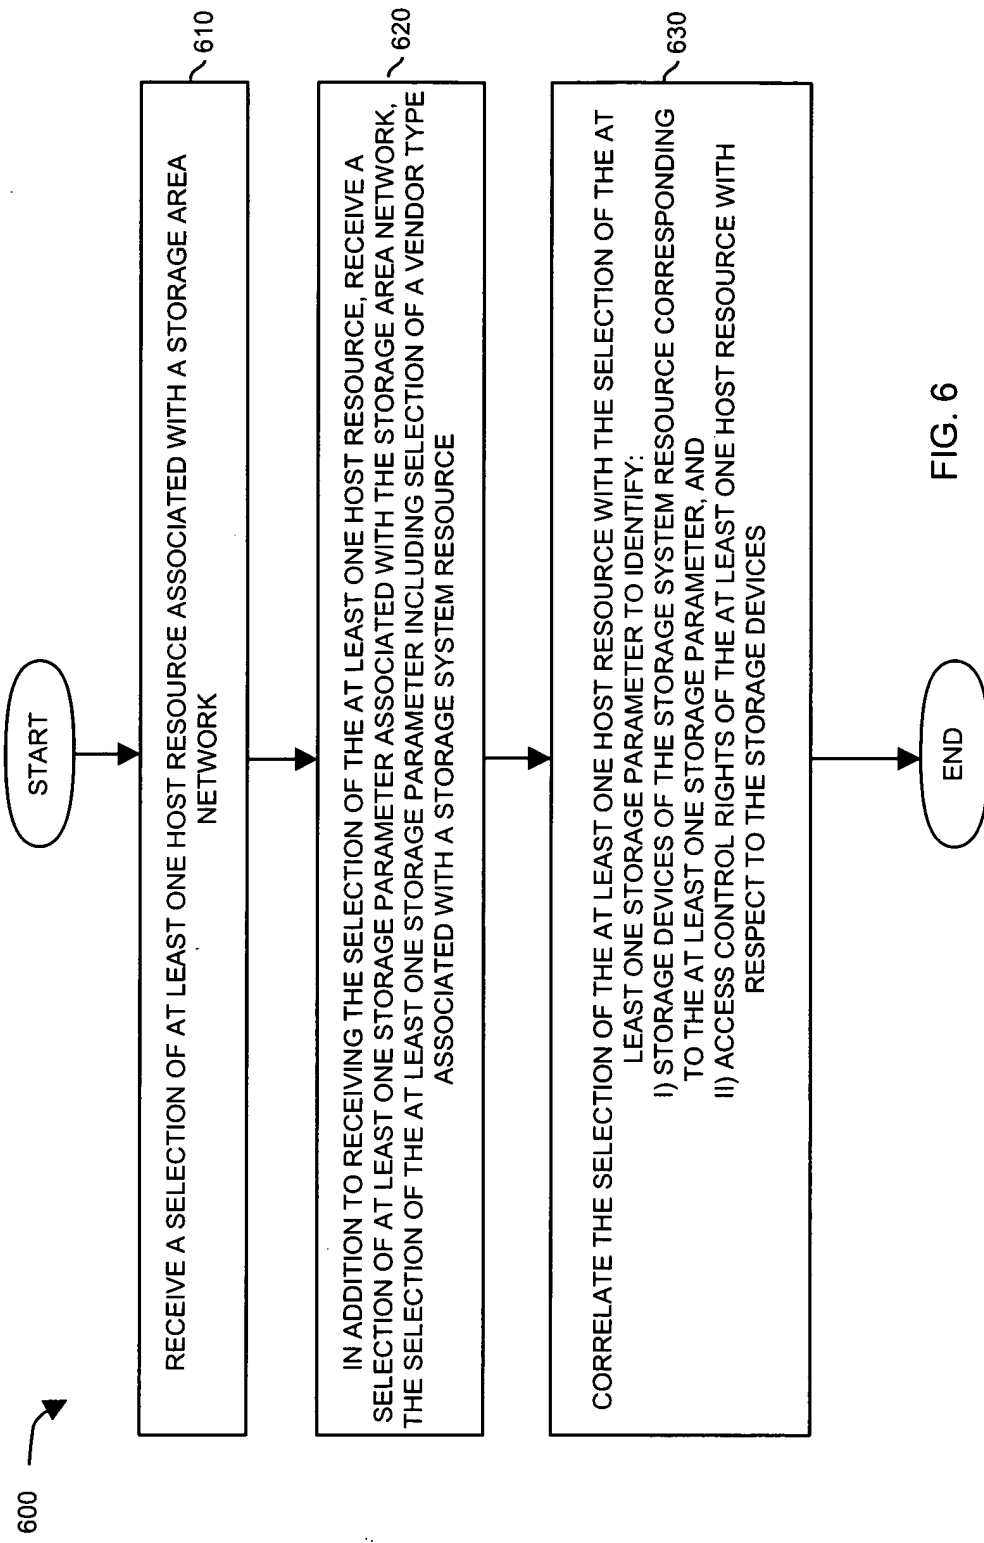 600
START
RECEIVE A SELECTION OF AT LEAST ONE HOST RESOURCE ASSOCIATED WITH A STORAGE AREA
NETWORK
610
IN ADDITION TO RECEIVING THE SELECTION OF THE AT LEAST ONE HOST RESOURCE, RECEIVE A
SELECTION OF AT LEAST ONE STORAGE PARAMETER ASSOCIATED WITH THE STORAGE AREA NETWORK,
THE SELECTION OF THE AT LEAST ONE STORAGE PARAMETER INCLUDING SELECTION OF A VENDOR TYPE
ASSOCIATED WITH A STORAGE SYSTEM RESOURCE
620
CORRELATE THE SELECTION OF THE AT LEAST ONE HOST RESOURCE WITH THE SELECTION OF THE AT
LEAST ONE STORAGE PARAMETER TO IDENTIFY:
I) STORAGE DEVICES OF THE STORAGE SYSTEM RESOURCE CORRESPONDING
TO THE AT LEAST ONE STORAGE PARAMETER, AND
II) ACCESS CONTROL RIGHTS OF THE AT LEAST ONE HOST RESOURCE WITH
RESPECT TO THE STORAGE DEVICES
630
END
FIG. 6